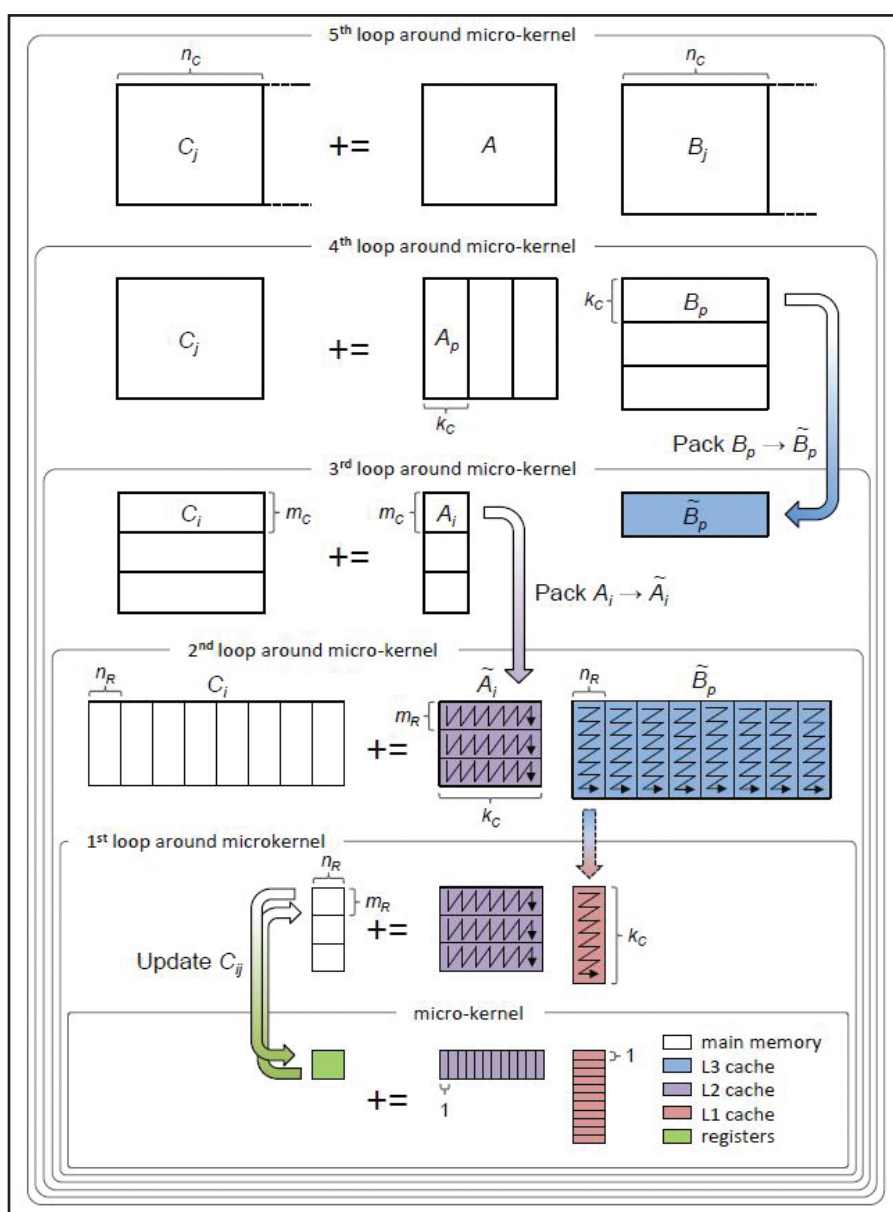 5th loop around micro-kernel
nC nC
Cj += A Bj
4th loop around micro-kernel
Cj += Ap kC Bp
kC
Pack Bp → B̃p
3rd loop around micro-kernel
Ci mC += mC Ai B̃p
Pack Ai → Ãi
2nd loop around micro-kernel
nR Ci Ãi nR B̃p
mR
+=
kC
1st loop around microkernel
nR
mR += kC
Update Cij
micro-kernel
+= 1 1
main memory
L3 cache
L2 cache
L1 cache
registers